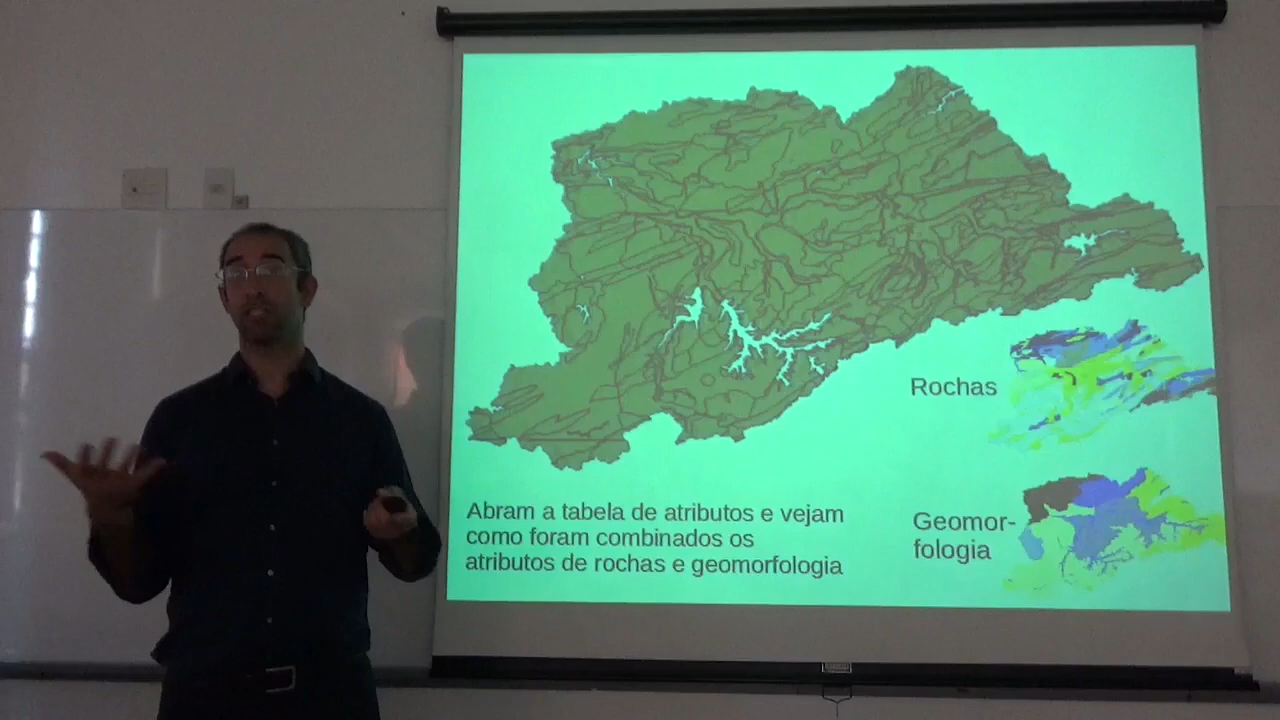 Rochas
Geomor-
fologia
Abram a tabela de atributos e vejam
como foram combinados os
atributos de rochas e geomorfologia